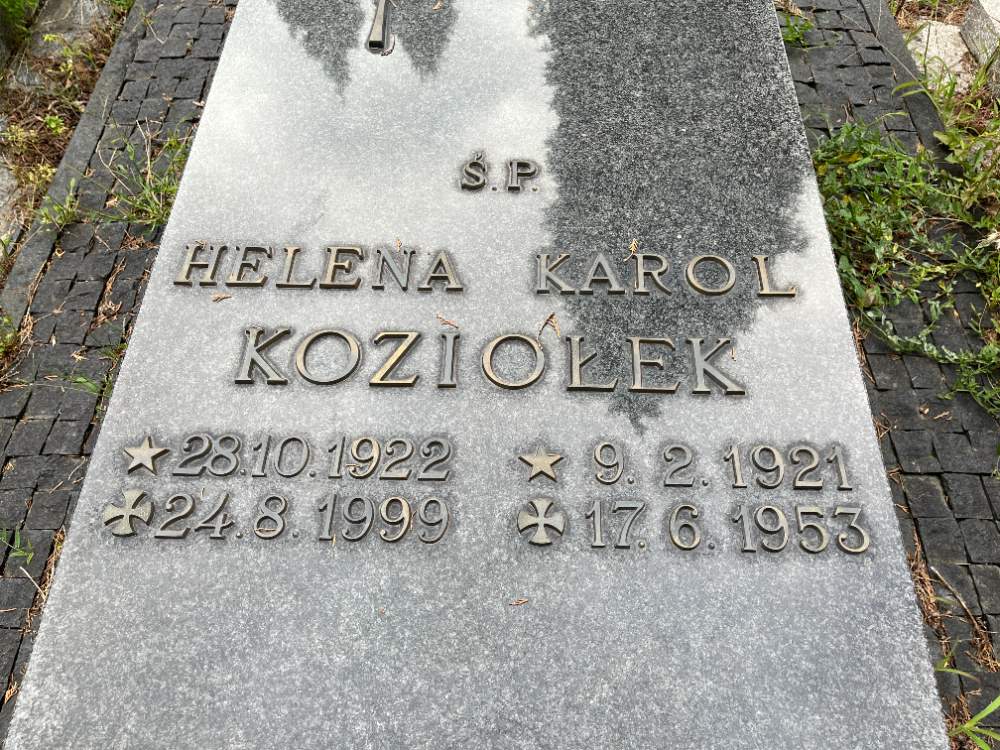 Ś.P.
HELENA KAROL
KOZIOŁEK
28.10.1922 9.2.1921
24.8.1999 17.6.1953